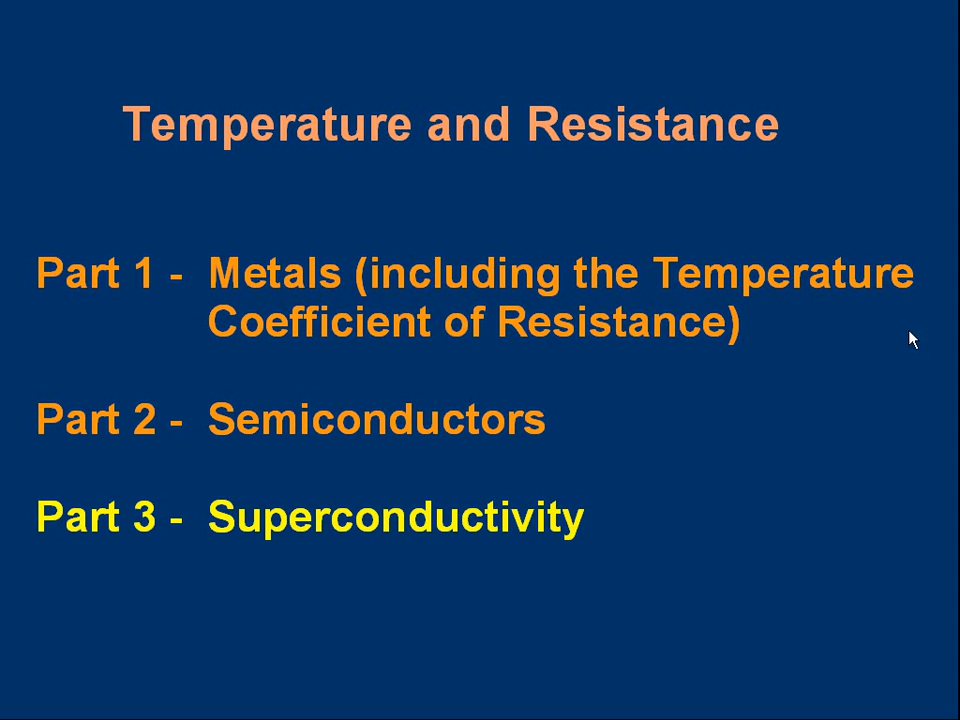 Temperature and Resistance
Part 1 - Metals (including the Temperature
Coefficient of Resistance)
Part 2 - Semiconductors
Part 3 - Superconductivity